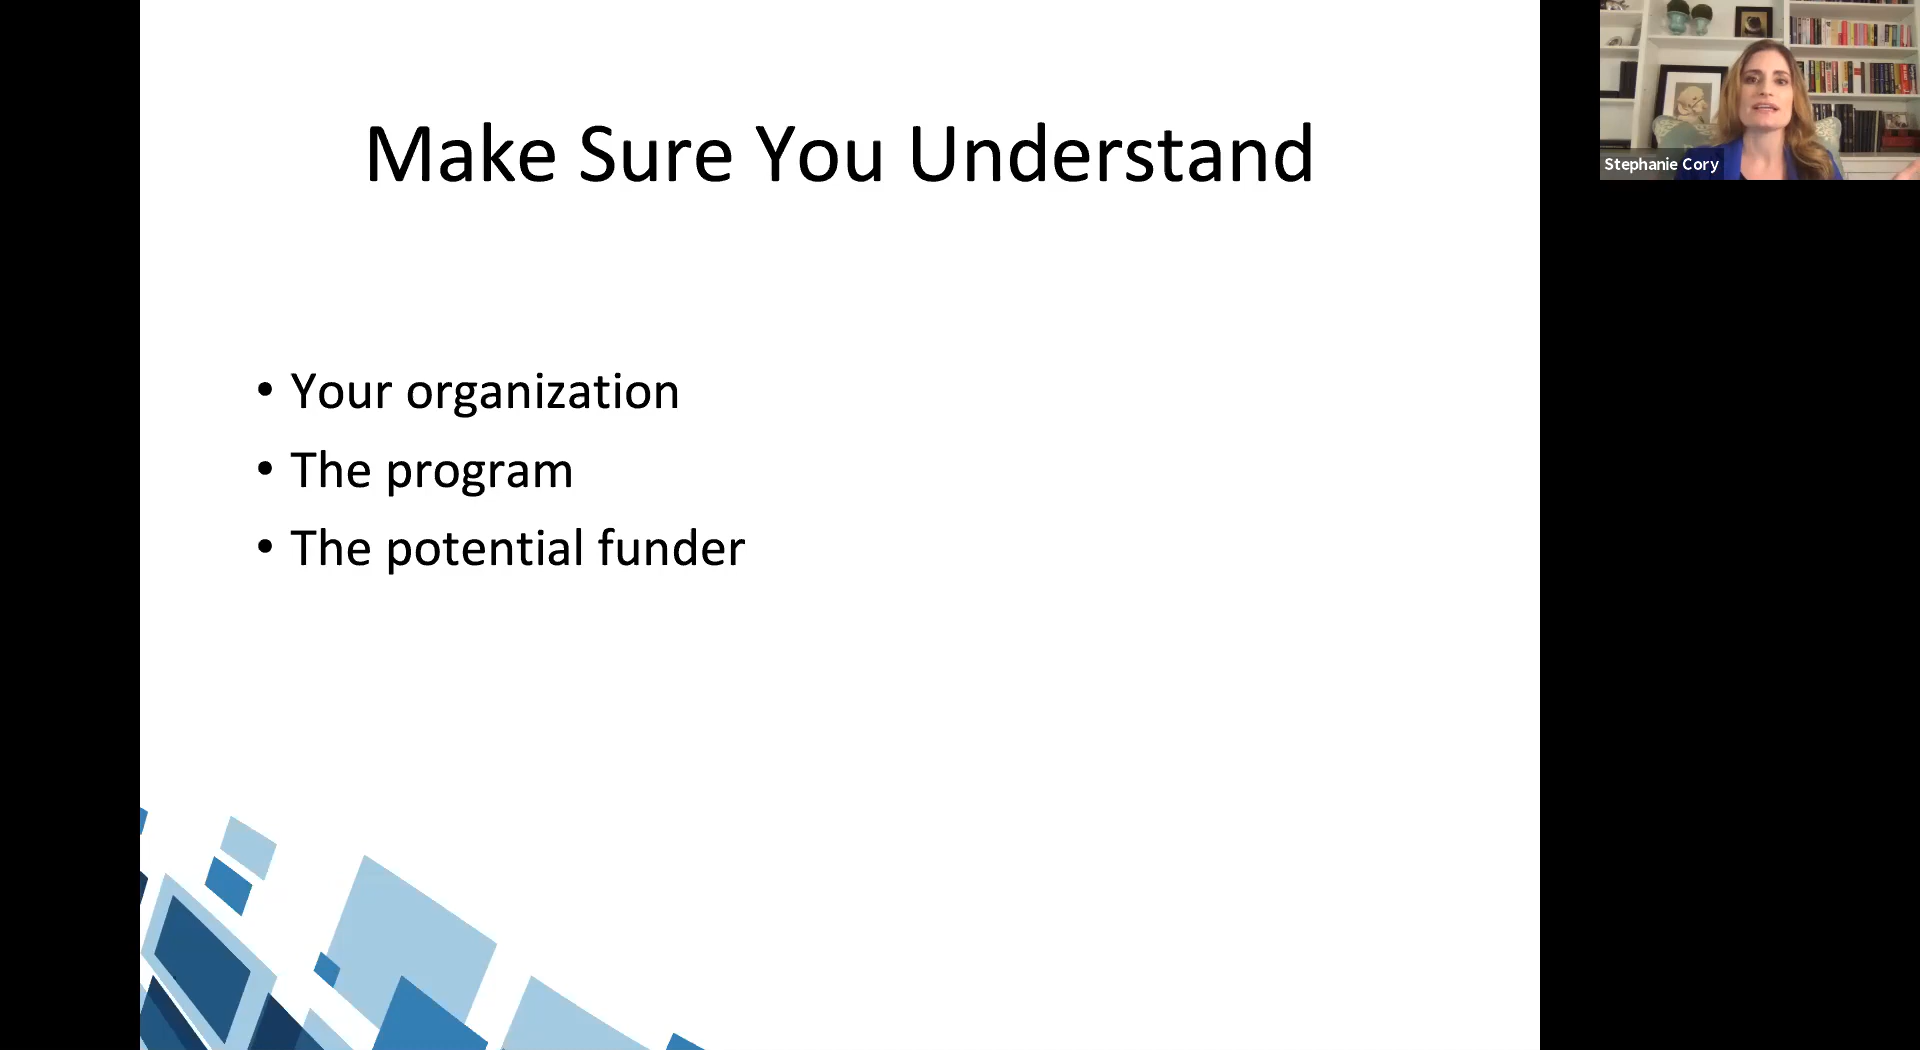 Make Sure You Understand
• Your organization
• The program
• The potential funder
Stephanie Cory